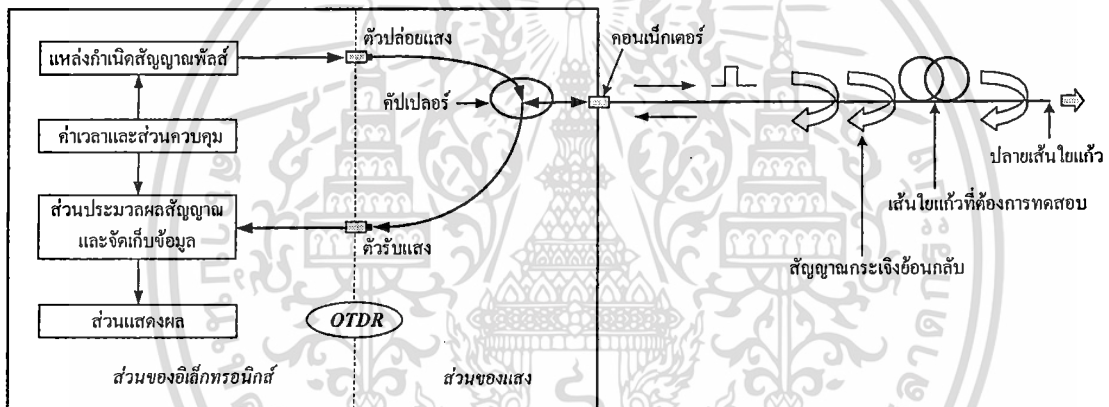 แหล่งกำเนิดสัญญาณพัลส์
ตัวปล่อยแสง
คอนเน็กเตอร์
คัปเปลอร์
ค่าเวลาและส่วนควบคุม
ส่วนประมวลผลสัญญาณ
และจัดเก็บข้อมูล
ตัวรับแสง
ปลายเส้นใยแก้ว
เส้นใยแก้วที่ต้องการทดสอบ
สัญญาณกระเจิงย้อนกลับ
ส่วนแสดงผล
OTDR
ส่วนของอิเล็กทรอนิกส์
ส่วนของแสง